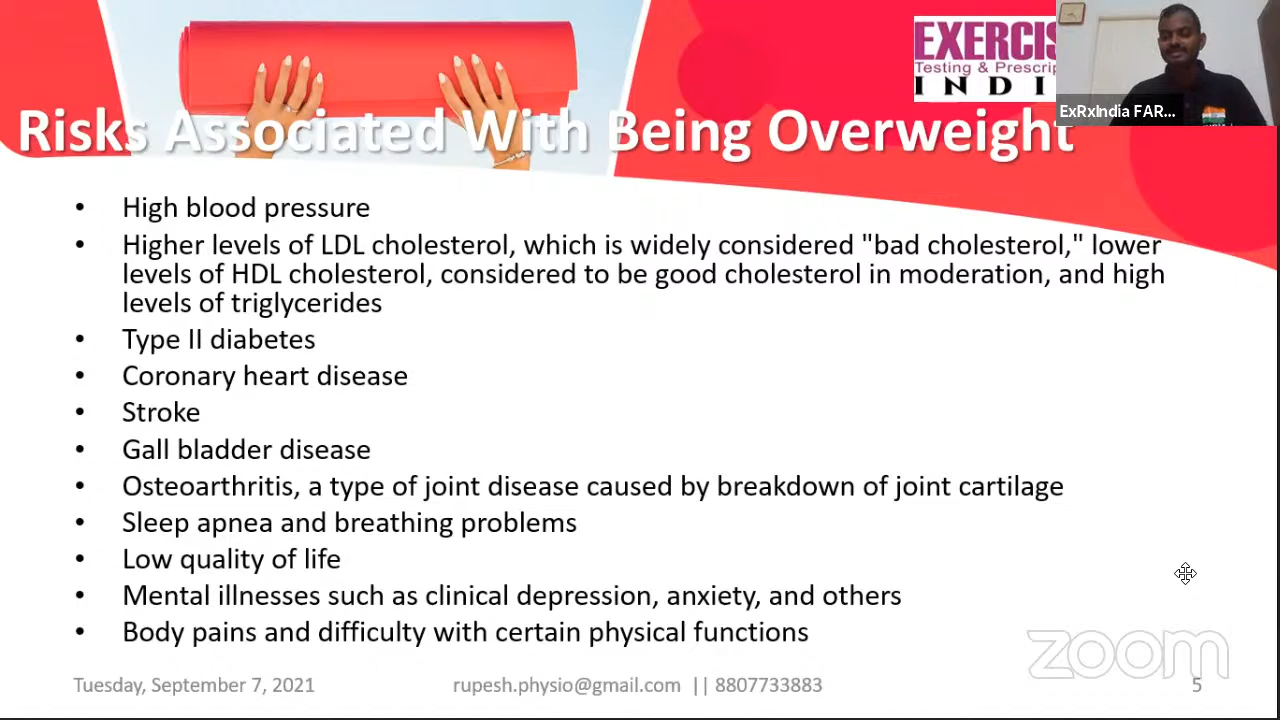 EXERCIS
Testing & Prescrip
INDI
ExRxIndia FAR...
Risks Associated With Being Overweight
• High blood pressure
• Higher levels of LDL cholesterol, which is widely considered "bad cholesterol," lower
levels of HDL cholesterol, considered to be good cholesterol in moderation, and high
levels of triglycerides
• Type II diabetes
• Coronary heart disease
• Stroke
• Gall bladder disease
• Osteoarthritis, a type of joint disease caused by breakdown of joint cartilage
• Sleep apnea and breathing problems
• Low quality of life
• Mental illnesses such as clinical depression, anxiety, and others
• Body pains and difficulty with certain physical functions
zoom
Tuesday, September 7, 2021 rupesh.physio@gmail.com || 8807733883 5